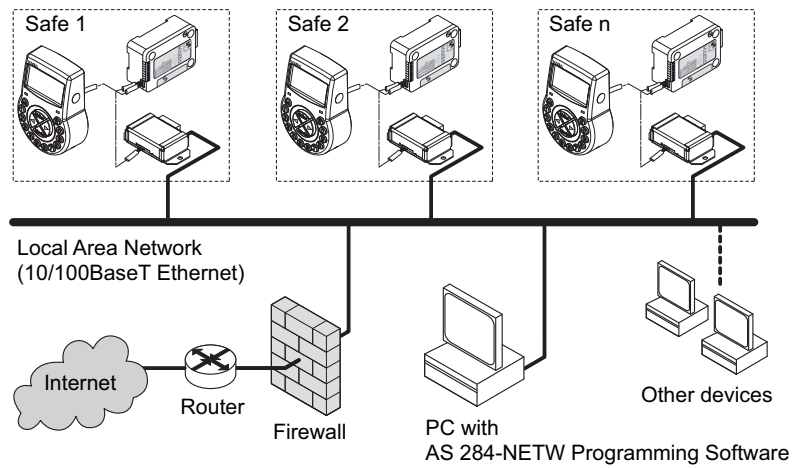 Safe 1
Safe 2
Safe n
Local Area Network
(10/100BaseT Ethernet)
Internet
Router
Firewall
PC with
AS 284-NETW Programming Software
Other devices